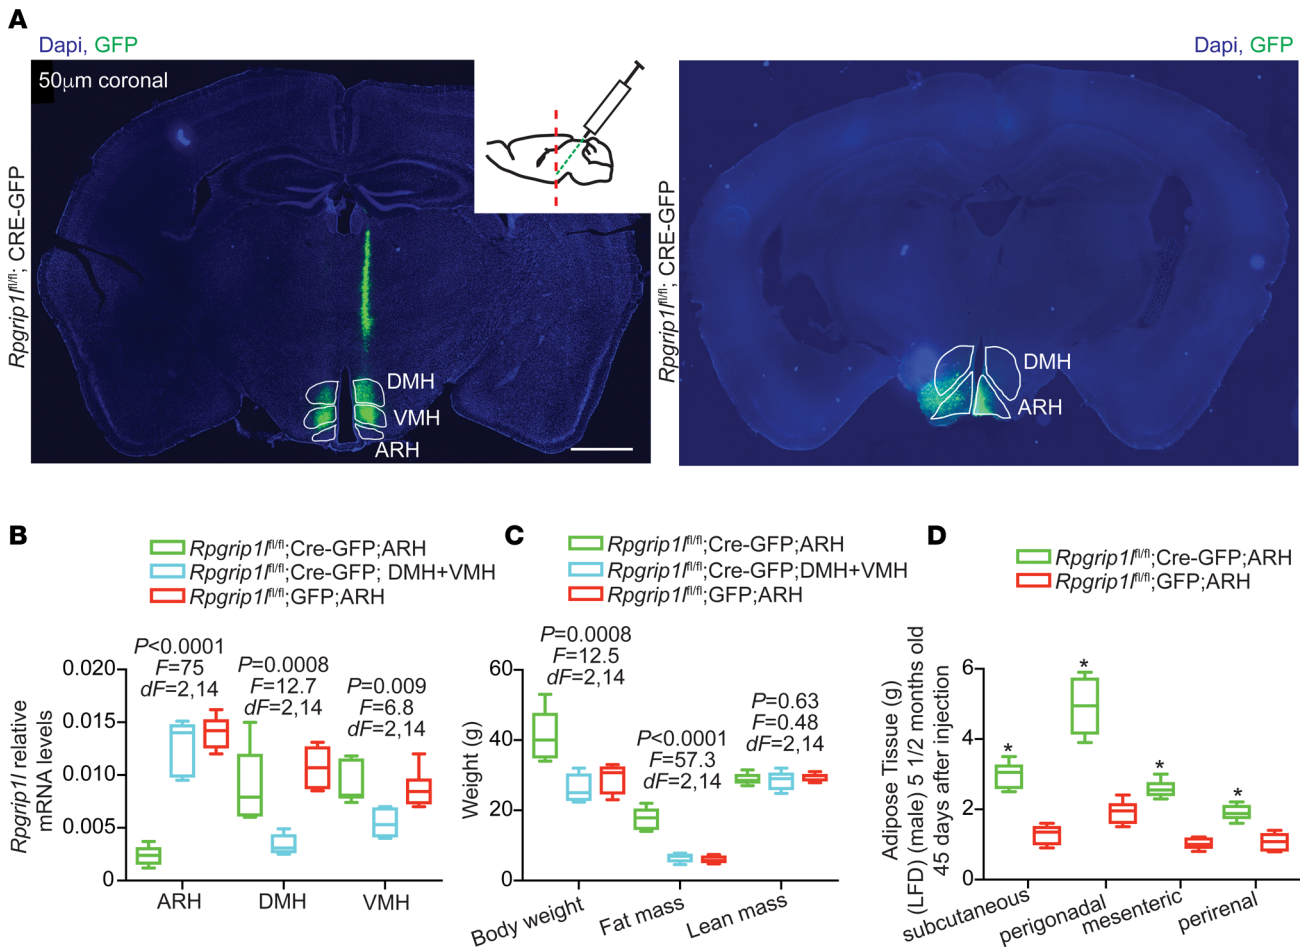 A
Dapi, GFP
Dapi, GFP
50μm coronal
Rpgrip1l^fl/fl; CRE-GFP
Rpgrip1l^fl/fl; CRE-GFP
DMH
VMH
ARH
DMH
ARH
B
Rpgrip1l^fl/fl;Cre-GFP;ARH
Rpgrip1l^fl/fl;Cre-GFP; DMH+VMH
Rpgrip1l^fl/fl;GFP;ARH
P<0.0001
F=75
dF=2,14
P=0.0008
F=12.7
dF=2,14
P=0.009
F=6.8
dF=2,14
Rpgrip1l relative
mRNA levels
0.020
0.015
0.010
0.005
0
ARH
DMH
VMH
C
Rpgrip1l^fl/fl;Cre-GFP;ARH
Rpgrip1l^fl/fl;Cre-GFP;DMH+VMH
Rpgrip1l^fl/fl;GFP;ARH
P=0.0008
F=12.5
dF=2,14
P<0.0001
F=57.3
dF=2,14
P=0.63
F=0.48
dF=2,14
Weight (g)
60
40
20
0
Body weight
Fat mass
Lean mass
D
Rpgrip1l^fl/fl;Cre-GFP;ARH
Rpgrip1l^fl/fl;GFP;ARH
Adipose Tissue (g)
(LFD) (male) 5 1/2 months old
45 days after injection
6
4
2
0
*
*
*
*
subcutaneous
perigonadal
mesenteric
perirenal